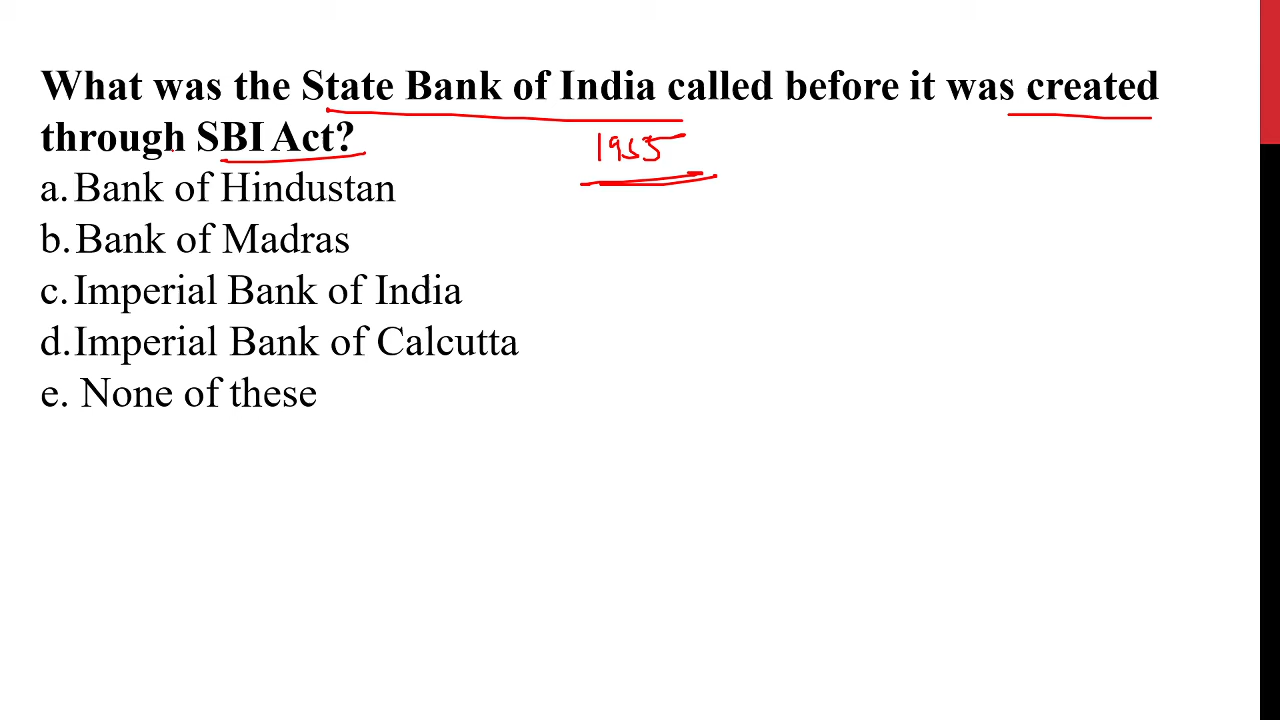 What was the State Bank of India called before it was created
through SBI Act?
1955
a. Bank of Hindustan
b. Bank of Madras
c. Imperial Bank of India
d. Imperial Bank of Calcutta
e. None of these